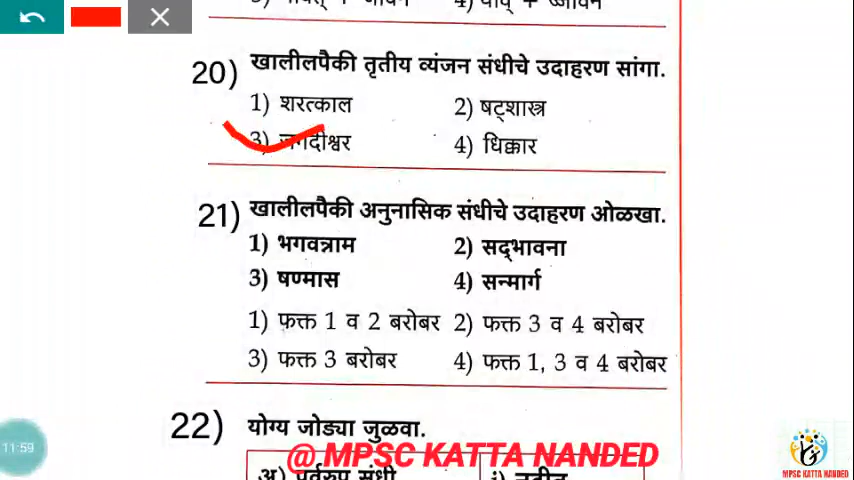 20) खालीलपैकी तृतीय व्यंजन संधीचे उदाहरण सांगा.
1) शरत्काल 2) षट्शास्त्र
3) जगदीश्वर 4) धिक्कार
21) खालीलपैकी अनुनासिक संधीचे उदाहरण ओळखा.
1) भगवन्नाम 2) सद्भावना
3) षण्मास 4) सन्मार्ग
1) फक्त 1 व 2 बरोबर 2) फक्त 3 व 4 बरोबर
3) फक्त 3 बरोबर 4) फक्त 1, 3 व 4 बरोबर
22) योग्य जोड्या जुळवा.
@ MPSC KATTA NANDED
अ) पूर्वरुप संधी
11:59
MPSC KATTA NANDED